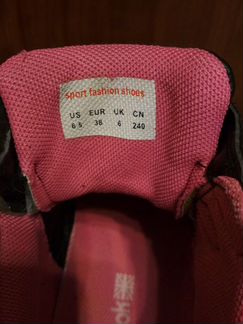 sport fashion shoes
US EUR UK CN
6.5 38 6 240